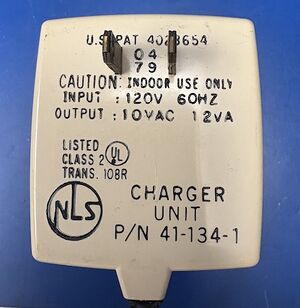 U.S. PAT 4028654
04
79
CAUTION: INDOOR USE ONLY
INPUT : 120V 60HZ
OUTPUT : 10VAC 12VA
LISTED
CLASS 2 UL
TRANS. 108R
NLS
CHARGER
UNIT
P/N 41-134-1